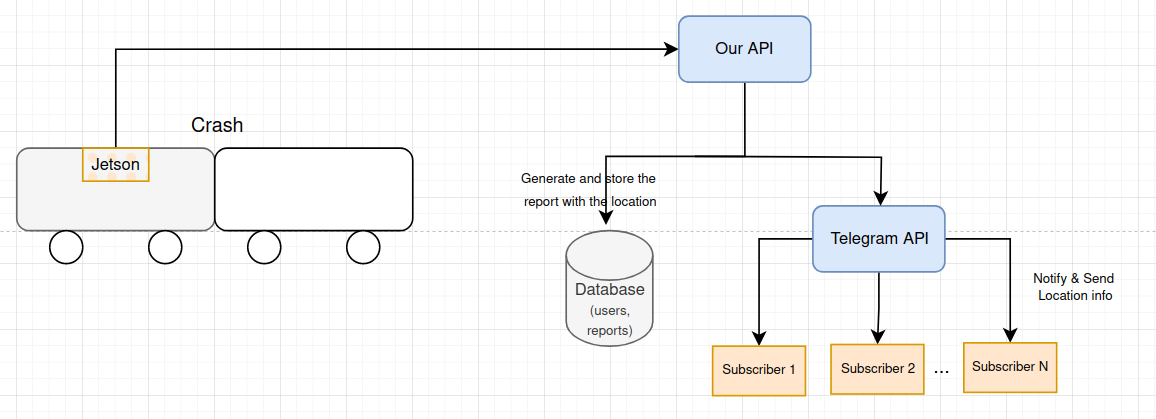 Our API
Crash
Jetson
Generate and store the
report with the location
Telegram API
Database
(users,
reports)
Notify & Send
Location info
Subscriber 1
Subscriber 2
...
Subscriber N